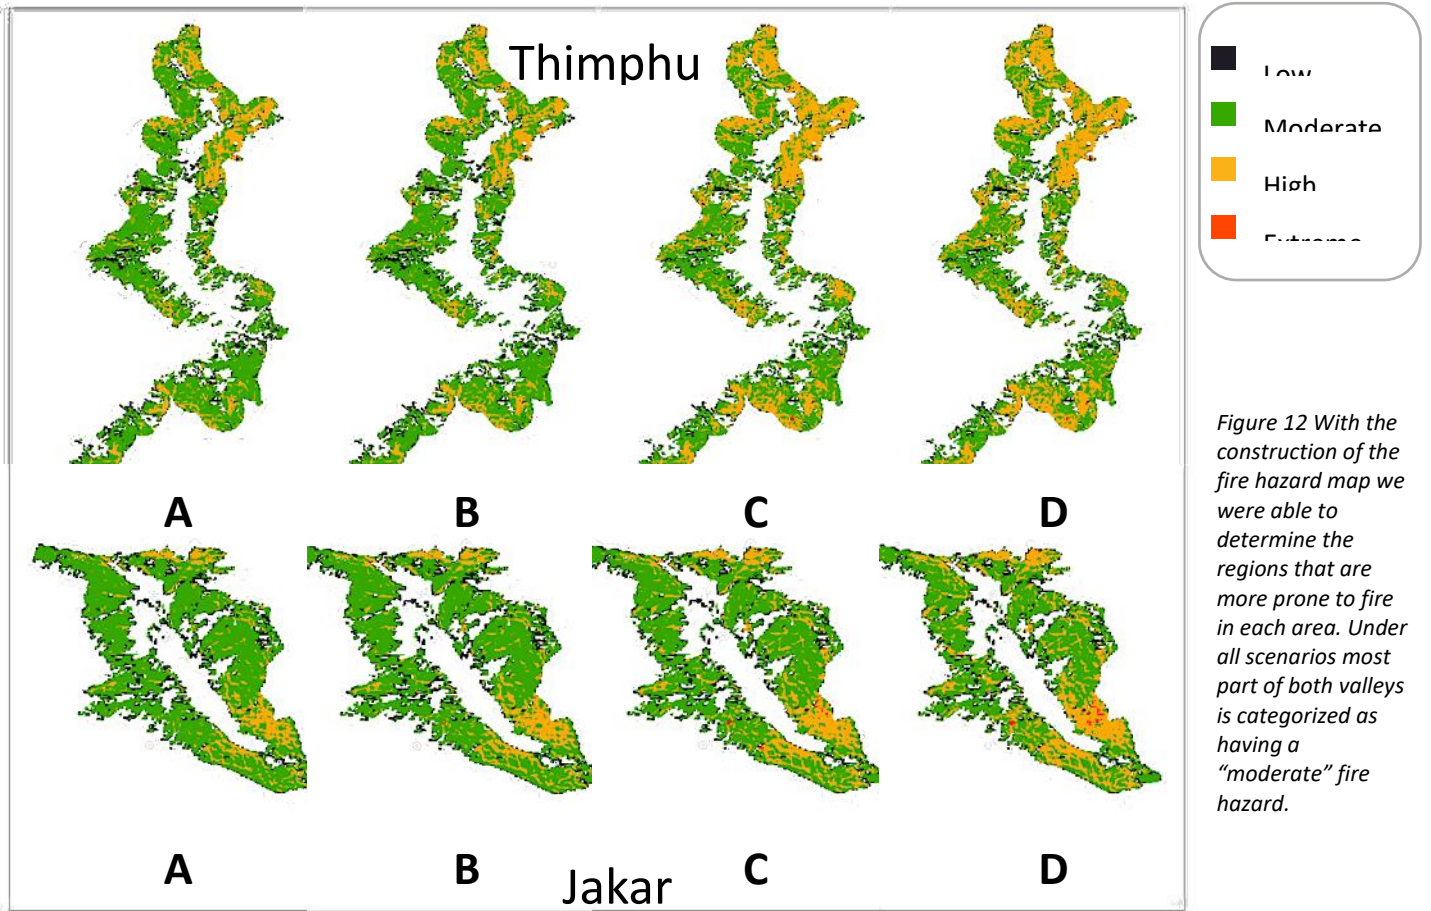 Thimphu
A B C D
A B C D
Jakar
Low
Moderate
High
Extreme
Figure 12 With the
construction of the
fire hazard map we
were able to
determine the
regions that are
more prone to fire
in each area. Under
all scenarios most
part of both valleys
is categorized as
having a
“moderate” fire
hazard.